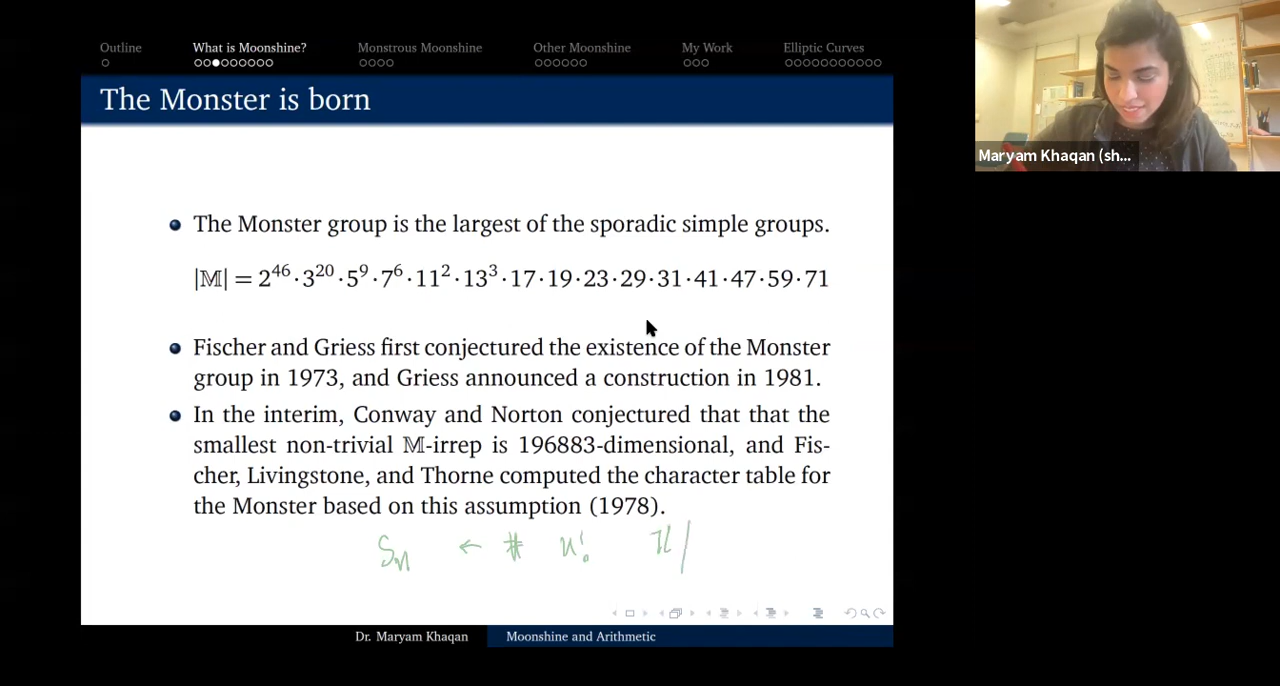 Outline What is Moonshine? Monstrous Moonshine Other Moonshine My Work Elliptic Curves
The Monster is born
Maryam Khaqan (sh...
The Monster group is the largest of the sporadic simple groups.
|𝕄| = 2⁴⁶·3²⁰·5⁹·7⁶·11²·13³·17·19·23·29·31·41·47·59·71
Fischer and Griess first conjectured the existence of the Monster
group in 1973, and Griess announced a construction in 1981.
In the interim, Conway and Norton conjectured that that the
smallest non-trivial 𝕄-irrep is 196883-dimensional, and Fis-
cher, Livingstone, and Thorne computed the character table for
the Monster based on this assumption (1978).
Sₙ ← # n!
Dr. Maryam Khaqan Moonshine and Arithmetic